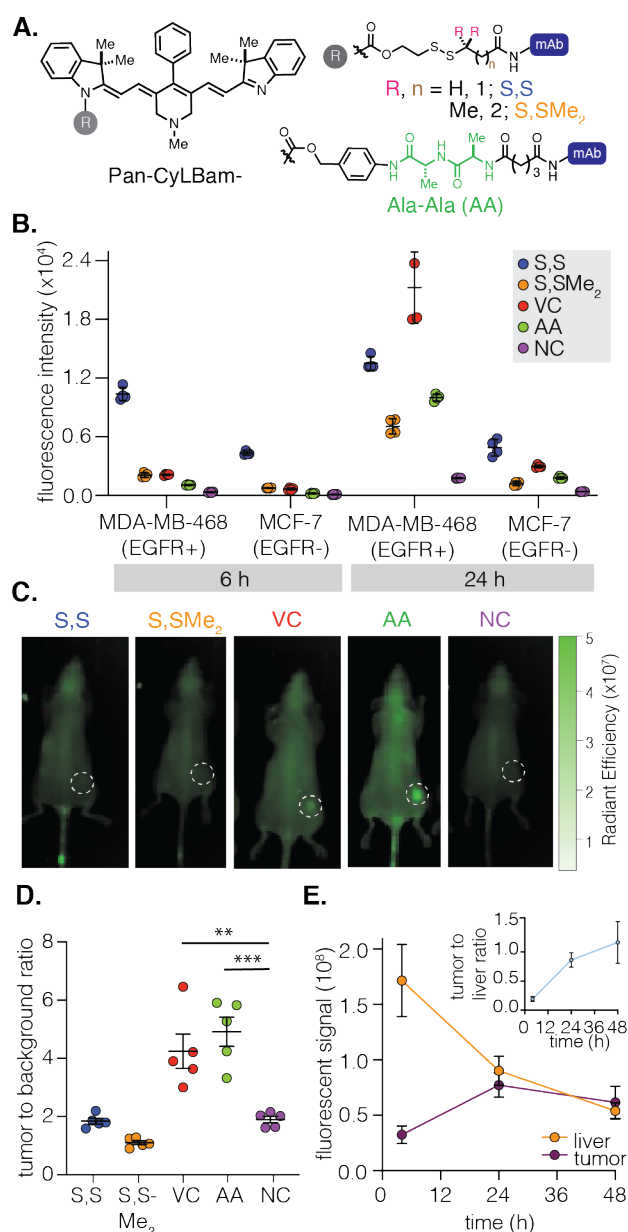 A.
Me
Me
Me
Me
N
N
R
N
Me
Pan-CyLBam-
R
O
O
S
S
R
R
n
O
N
H
mAb
R, n = H, 1; S,S
Me, 2; S,SMe2
O
O
N
H
O
Me
H
N
O
Me
N
H
O
3
O
N
H
mAb
Ala-Ala (AA)
B.
fluorescence intensity (x10⁴)
2.4
1.8
1.2
0.6
0.0
S,S
S,SMe2
VC
AA
NC
MDA-MB-468 MCF-7 MDA-MB-468 MCF-7
(EGFR+) (EGFR-) (EGFR+) (EGFR-)
6 h 24 h
C.
S,S S,SMe2 VC AA NC
5
4
3
2
1
Radiant Efficiency (x10⁷)
D.
tumor to background ratio
8
6
4
2
0
**
***
S,S S,S- VC AA NC
Me2
E.
fluorescent signal (10⁸)
2.0
1.5
1.0
0.5
0.0
0 12 24 36 48
time (h)
liver
tumor
tumor to
liver ratio
1.5
1.0
0.5
0.0
0 12 24 36 48
time (h)